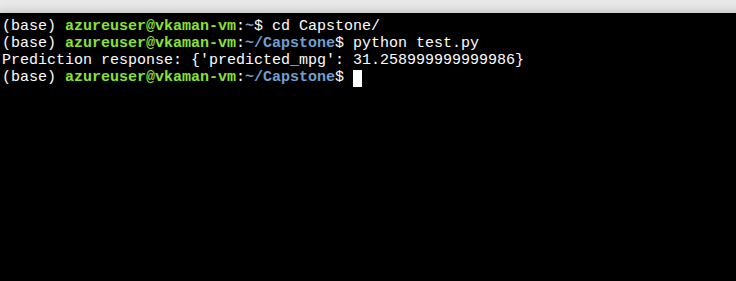 (base) azureuser@vkaman-vm:~$ cd Capstone/
(base) azureuser@vkaman-vm:~/Capstone$ python test.py
Prediction response: {'predicted_mpg': 31.258999999999986}
(base) azureuser@vkaman-vm:~/Capstone$